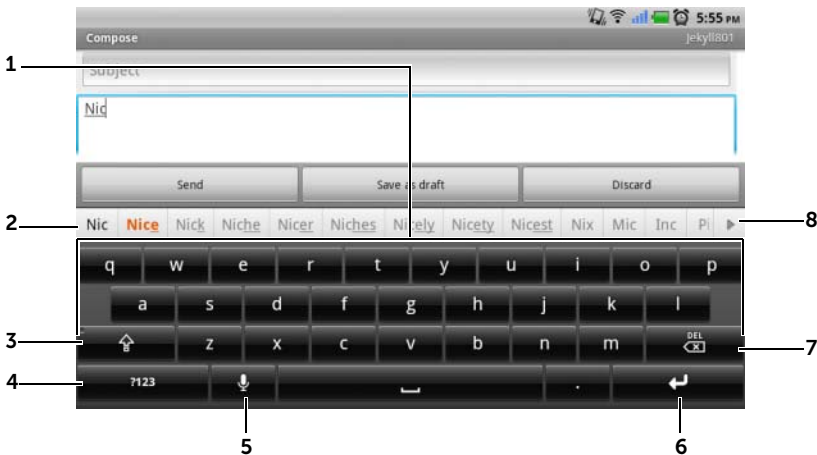 5:55 PM
Compose Jekyll801
1
Subject
Nic
Send Save as draft Discard
2 Nic Nice Nick Niche Nicer Niches Nicely Nicety Nicest Nix Mic Inc Pi 8
q w e r t y u i o p
a s d f g h j k l
3 z x c v b n m DEL 7
4 ?123 .
5 6